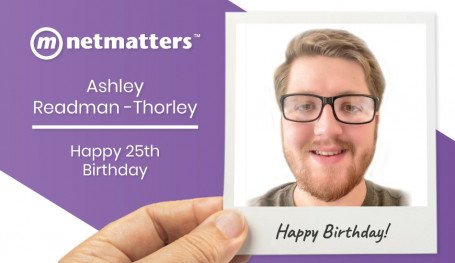 netmatters™
Ashley
Readman -Thorley
Happy 25th
Birthday
Happy Birthday!